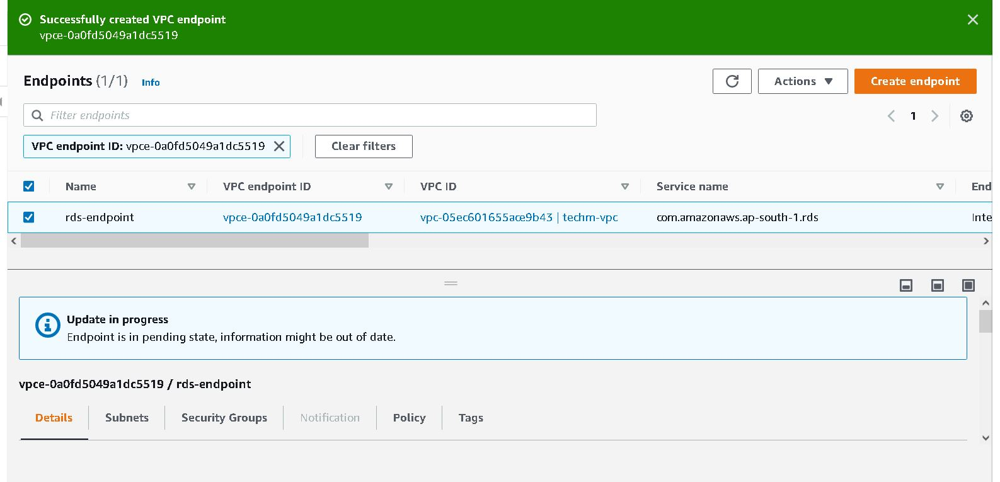 Successfully created VPC endpoint
vpce-0a0fd5049a1dc5519
Endpoints (1/1) Info
Actions
Create endpoint
Filter endpoints
1
VPC endpoint ID: vpce-0a0fd5049a1dc5519
Clear filters
Name VPC endpoint ID VPC ID Service name End
rds-endpoint vpce-0a0fd5049a1dc5519 vpc-05ec601655ace9b43 | techm-vpc com.amazonaws.ap-south-1.rds Inte
Update in progress
Endpoint is in pending state, information might be out of date.
vpce-0a0fd5049a1dc5519 / rds-endpoint
Details Subnets Security Groups Notification Policy Tags